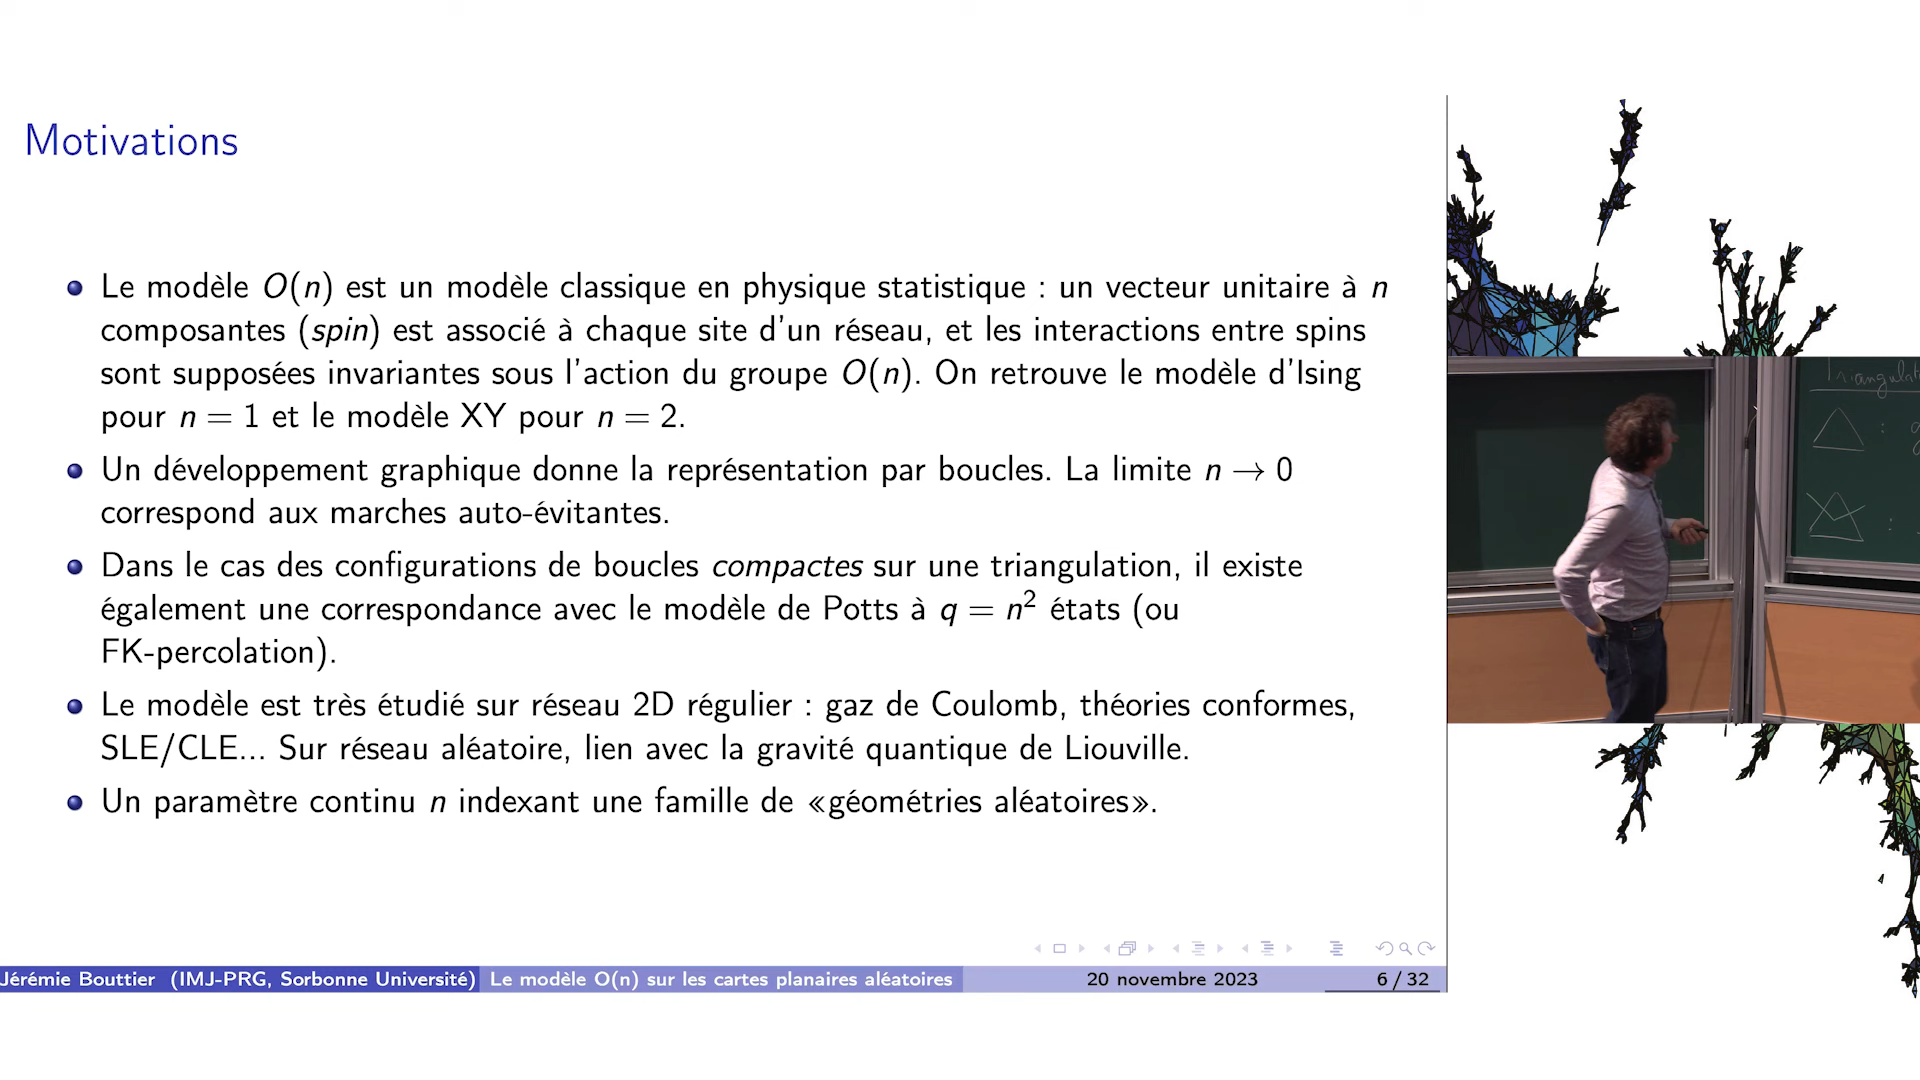 Motivations
Le modèle O(n) est un modèle classique en physique statistique : un vecteur unitaire à n
composantes (spin) est associé à chaque site d'un réseau, et les interactions entre spins
sont supposées invariantes sous l'action du groupe O(n). On retrouve le modèle d'Ising
pour n = 1 et le modèle XY pour n = 2.
Un développement graphique donne la représentation par boucles. La limite n → 0
correspond aux marches auto-évitantes.
Dans le cas des configurations de boucles compactes sur une triangulation, il existe
également une correspondance avec le modèle de Potts à q = n² états (ou
FK-percolation).
Le modèle est très étudié sur réseau 2D régulier : gaz de Coulomb, théories conformes,
SLE/CLE... Sur réseau aléatoire, lien avec la gravité quantique de Liouville.
Un paramètre continu n indexant une famille de «géométries aléatoires».
Jérémie Bouttier (IMJ-PRG, Sorbonne Université) Le modèle O(n) sur les cartes planaires aléatoires 20 novembre 2023 6 / 32